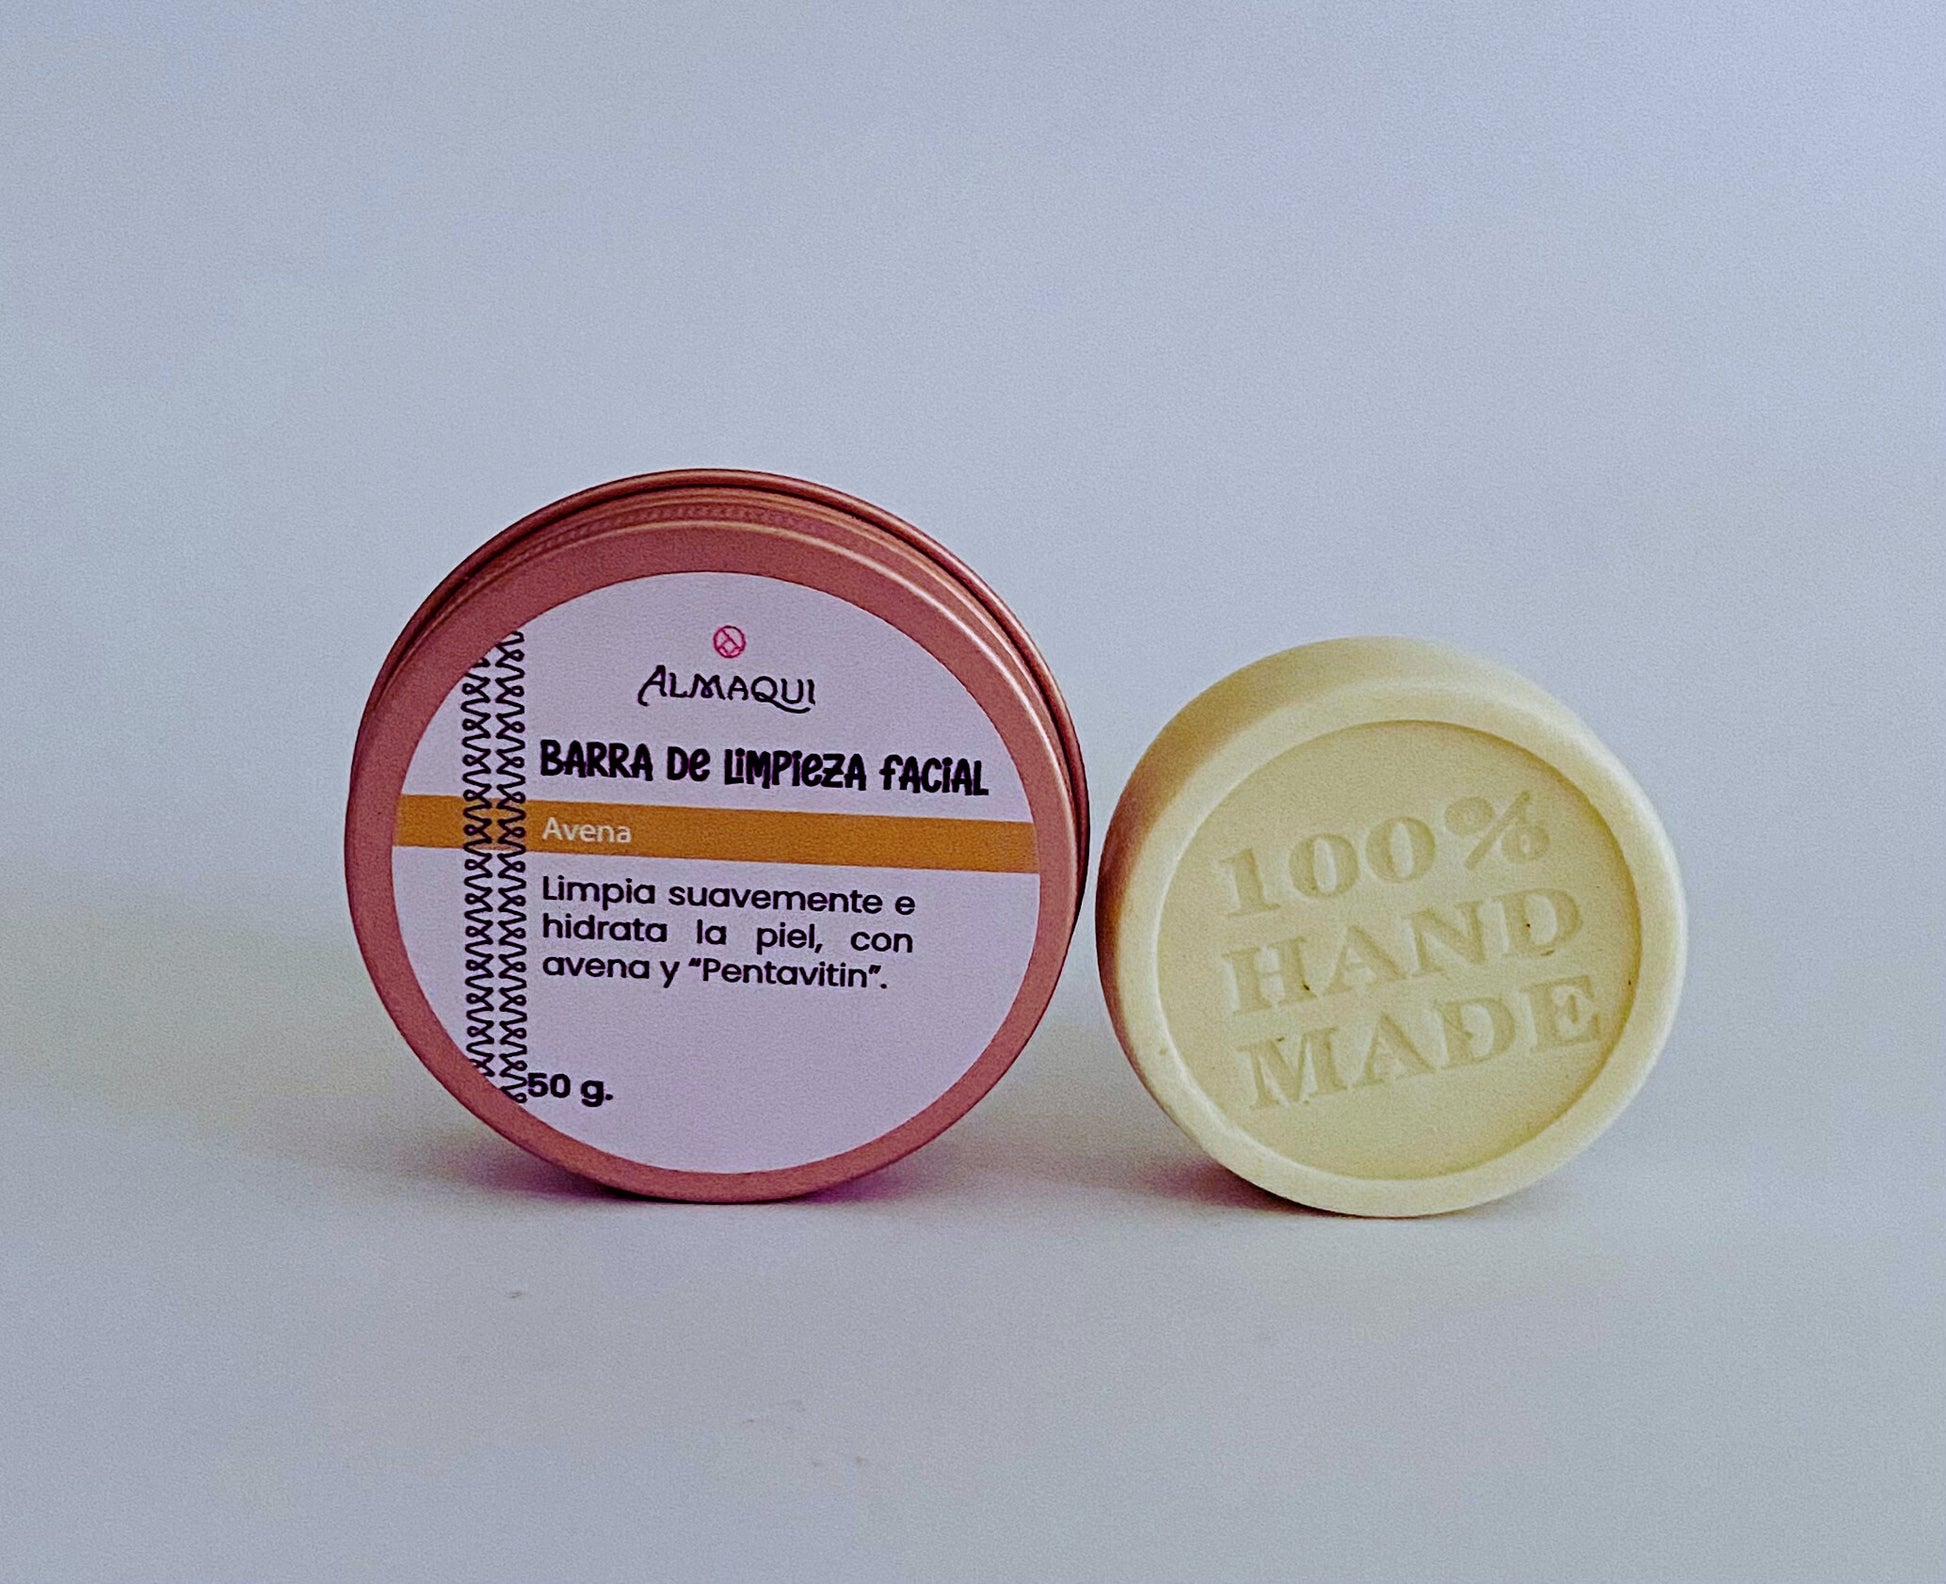 ALMAQUI
BARRA DE LIMPIEZA FACIAL
Avena
Limpia suavemente e
hidrata la piel, con
avena y “Pentavitin”.
50 g.
100%
HAND
MADE